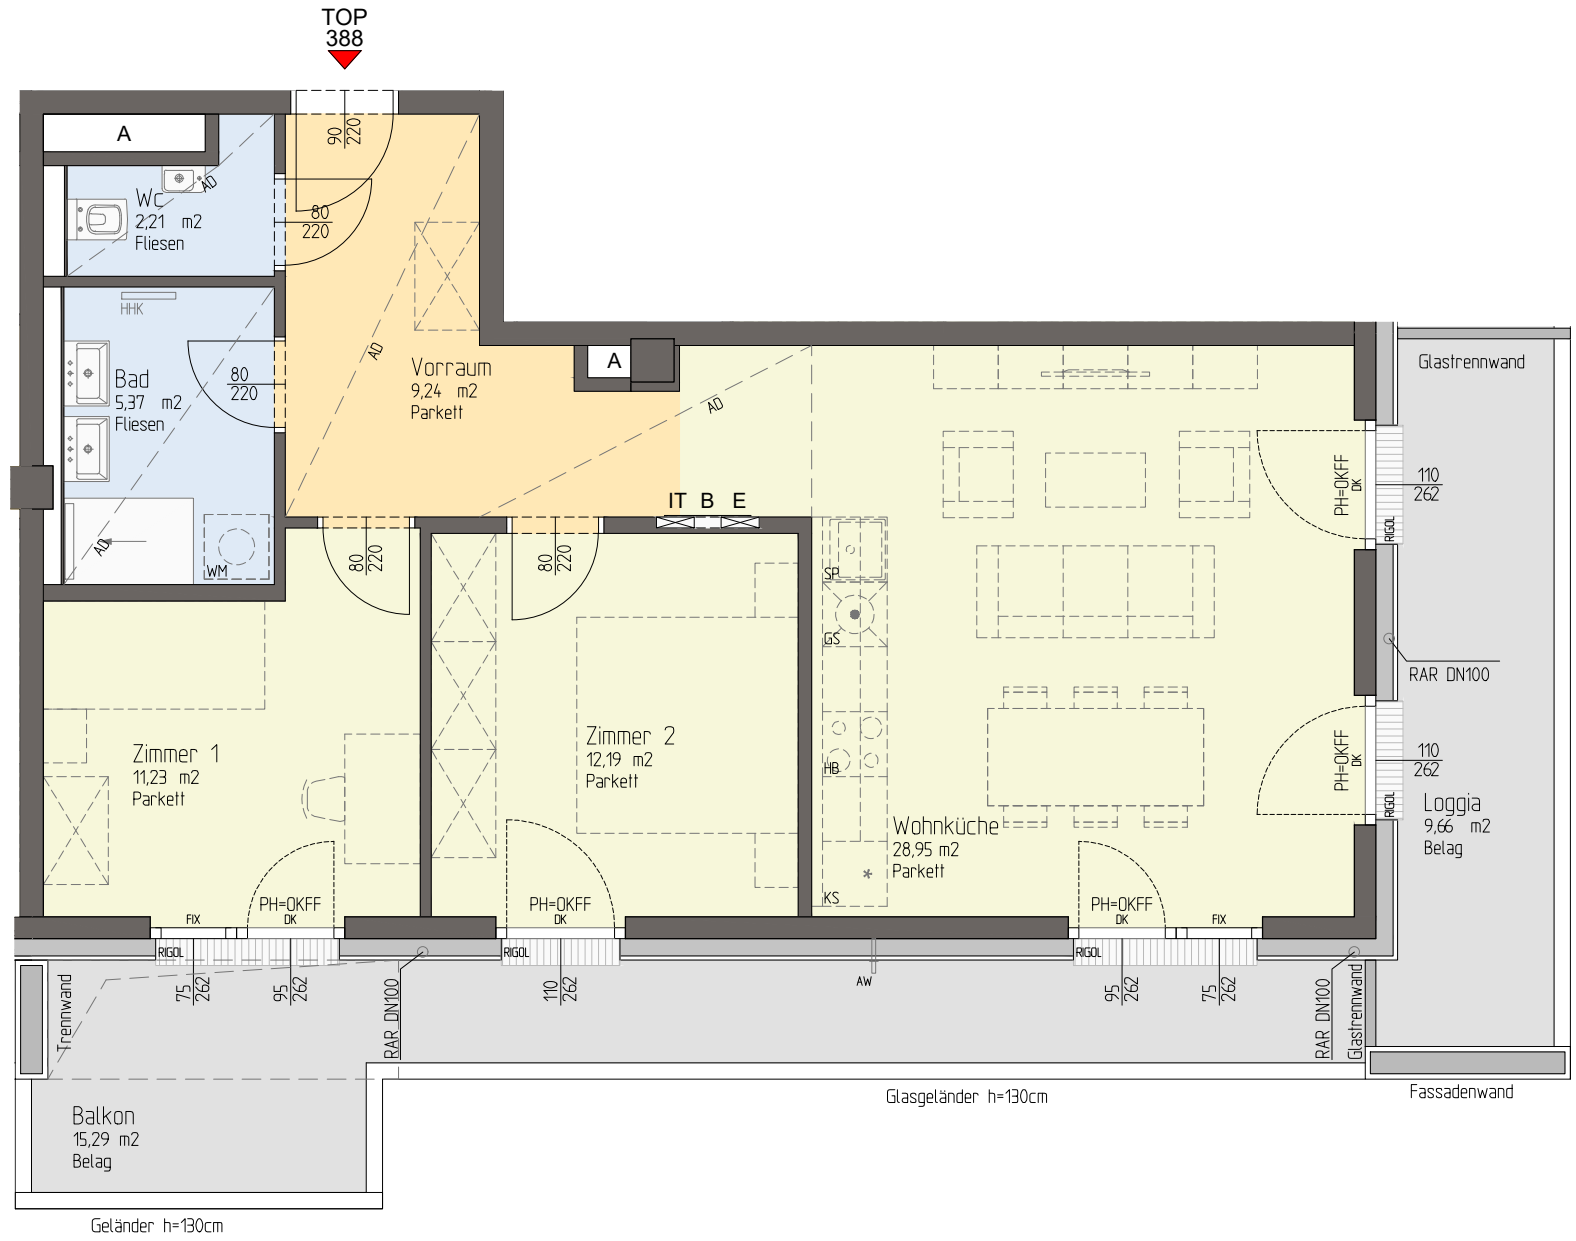 TOP
388
A
90
220
Wc
2,21 m2
Fliesen
AD
80
220
HHK
Bad
5,37 m2
Fliesen
80
220
AD
WM
AD
Vorraum
9,24 m2
Parkett
A
AD
IT B E
80
220
80
220
Zimmer 1
11,23 m2
Parkett
Zimmer 2
12,19 m2
Parkett
SP
GS
HB
KS
*
Wohnküche
28,95 m2
Parkett
PH=OKFF
DK
RIGOL
110
262
PH=OKFF
DK
RIGOL
110
262
Glastrennwand
RAR DN100
Loggia
9,66 m2
Belag
FIX
PH=OKFF
DK
PH=OKFF
DK
PH=OKFF
DK
FIX
RIGOL
RIGOL
RIGOL
75
262
95
262
RAR DN100
110
262
AW
95
262
75
262
RAR DN100
Glastrennwand
Trennwand
Balkon
15,29 m2
Belag
Glasgeländer h=130cm
Fassadenwand
Geländer h=130cm